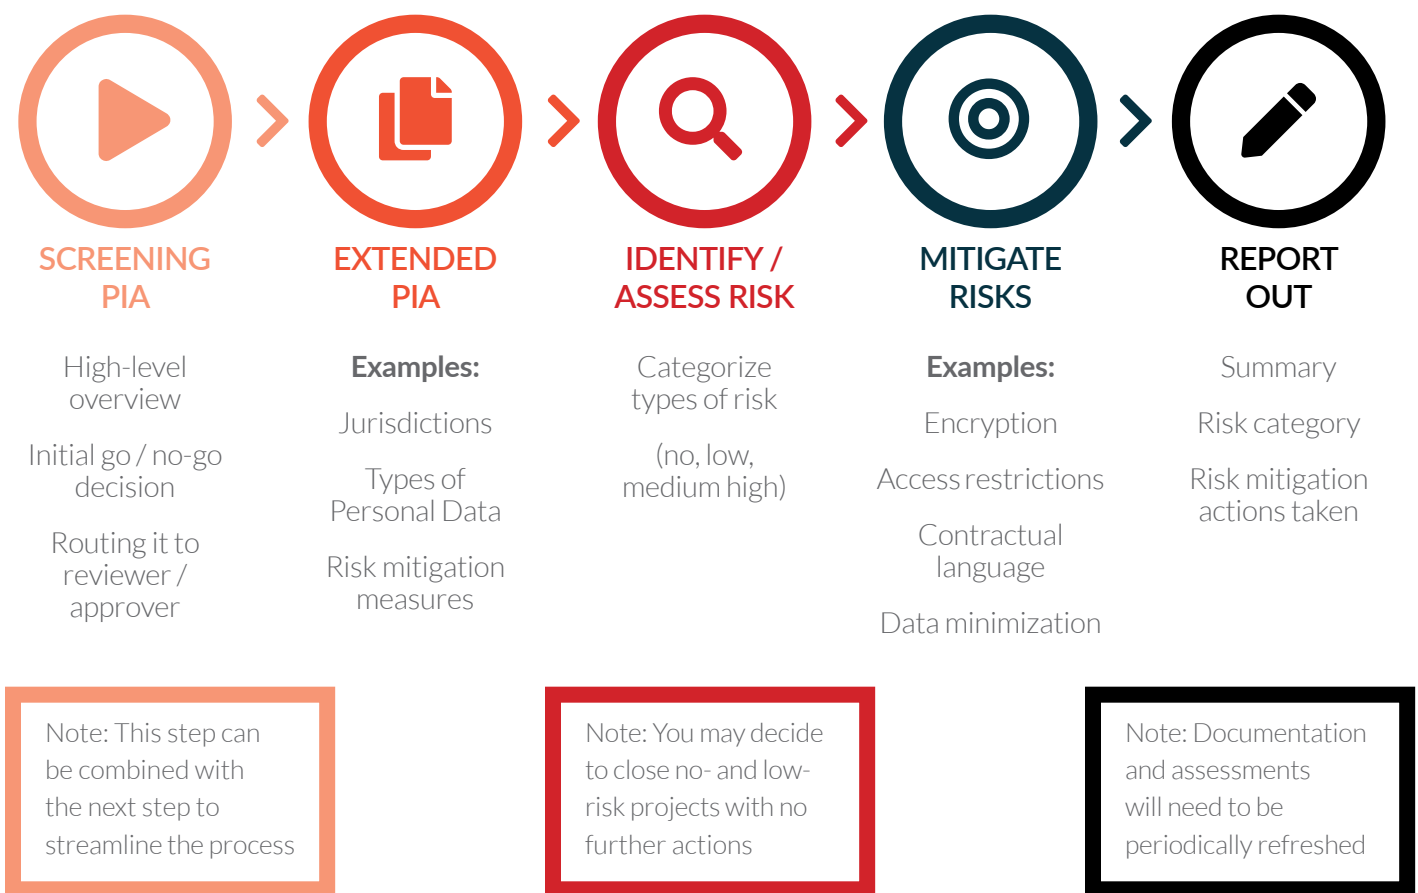 SCREENING
PIA
High-level
overview
Initial go / no-go
decision
Routing it to
reviewer /
approver
EXTENDED
PIA
Examples:
Jurisdictions
Types of
Personal Data
Risk mitigation
measures
IDENTIFY /
ASSESS RISK
Categorize
types of risk
(no, low,
medium high)
MITIGATE
RISKS
Examples:
Encryption
Access restrictions
Contractual
language
Data minimization
REPORT
OUT
Summary
Risk category
Risk mitigation
actions taken
Note: This step can
be combined with
the next step to
streamline the process
Note: You may decide
to close no- and low-
risk projects with no
further actions
Note: Documentation
and assessments
will need to be
periodically refreshed